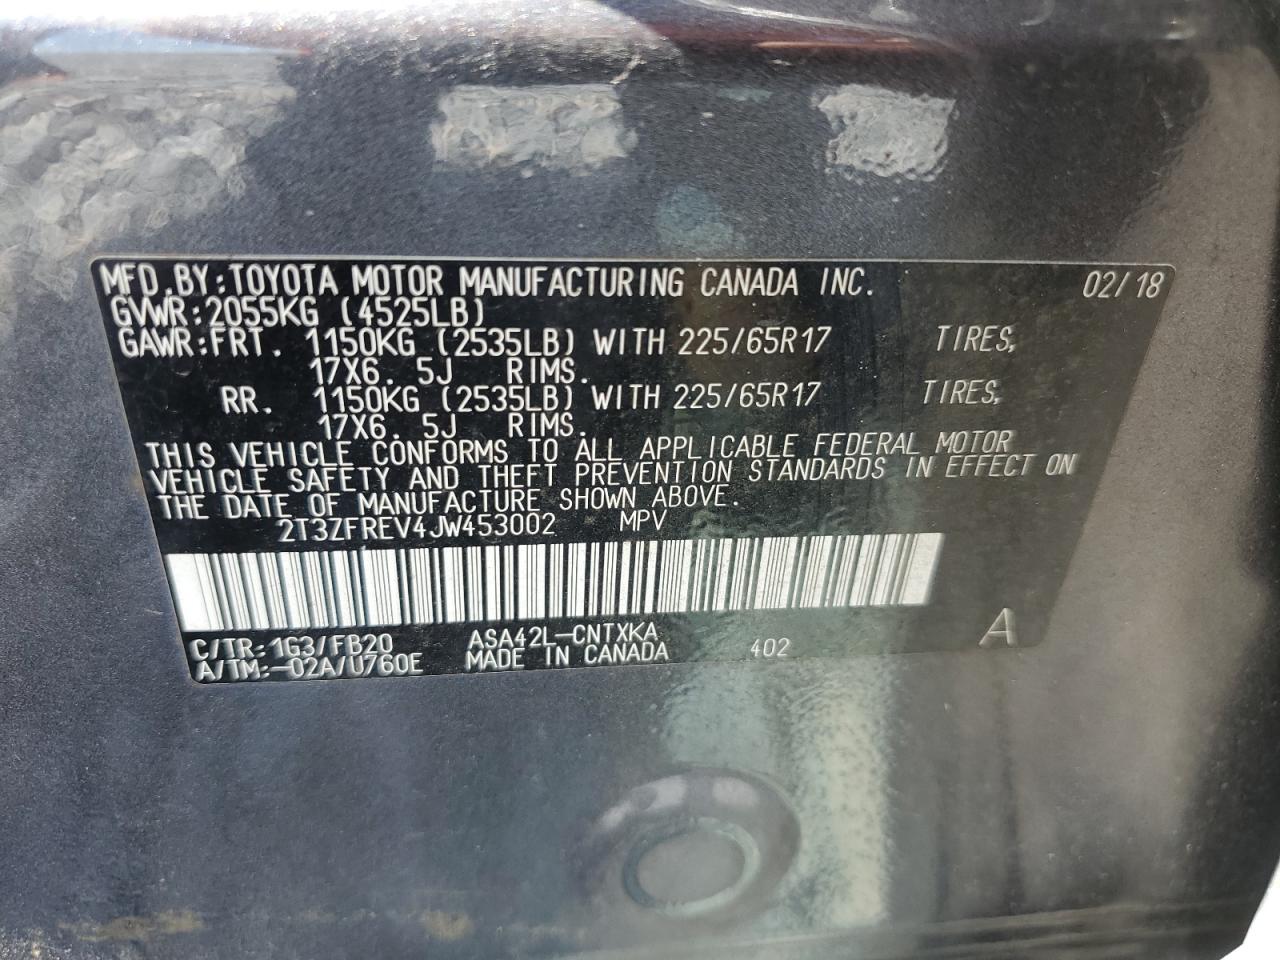 MFD.BY:TOYOTA MOTOR MANUFACTURING CANADA INC. 02/18
GVWR:2055KG (4525LB)
GAWR:FRT. 1150KG (2535LB) WITH 225/65R17 TIRES,
17X6.5J RIMS.
RR. 1150KG (2535LB) WITH 225/65R17 TIRES,
17X6.5J RIMS.
THIS VEHICLE CONFORMS TO ALL APPLICABLE FEDERAL MOTOR
VEHICLE SAFETY AND THEFT PREVENTION STANDARDS IN EFFECT ON
THE DATE OF MANUFACTURE SHOWN ABOVE.
2T3ZFREV4JW453002 MPV
C/TR:1G3/FB20 ASA42L-CNTXKA
A/TM:-02A/U760E MADE IN CANADA 402 A